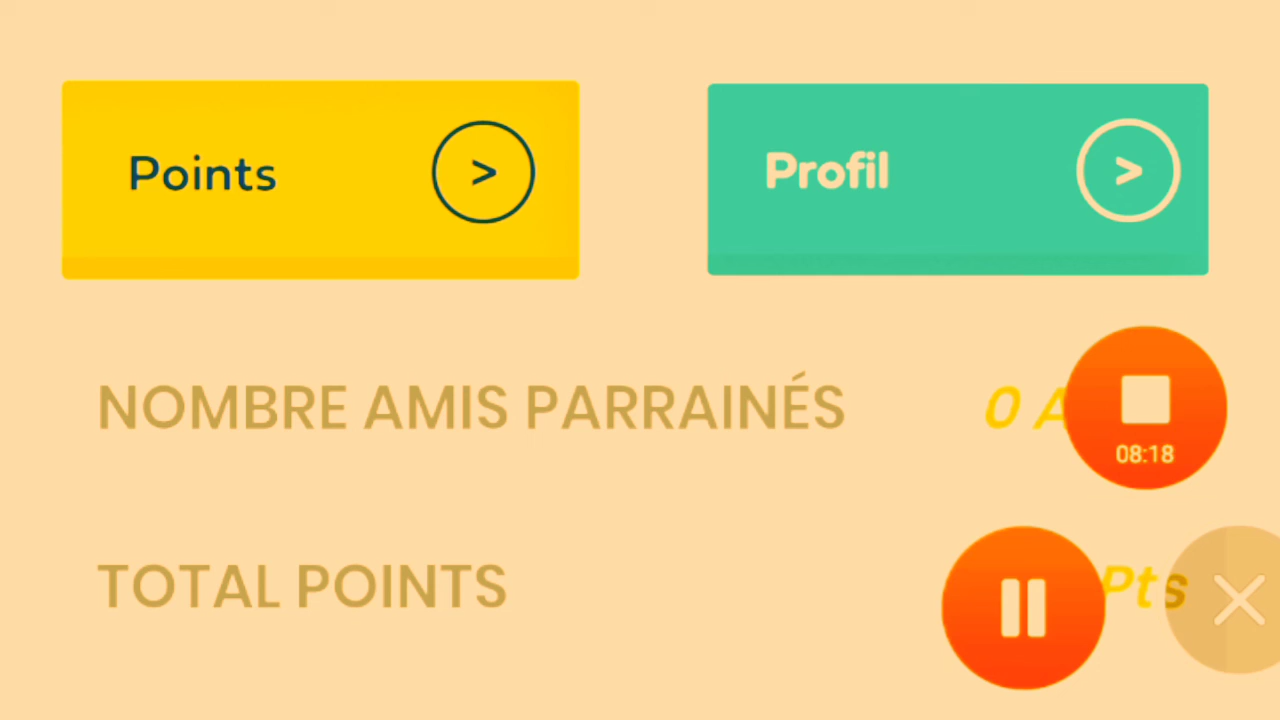 Points >
Profil >
NOMBRE AMIS PARRAINÉS 0
08:18
TOTAL POINTS Pts